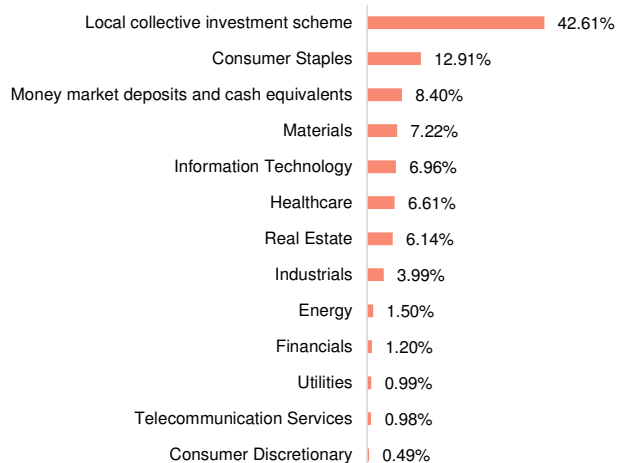 Local collective investment scheme 42.61%
Consumer Staples 12.91%
Money market deposits and cash equivalents 8.40%
Materials 7.22%
Information Technology 6.96%
Healthcare 6.61%
Real Estate 6.14%
Industrials 3.99%
Energy 1.50%
Financials 1.20%
Utilities 0.99%
Telecommunication Services 0.98%
Consumer Discretionary 0.49%